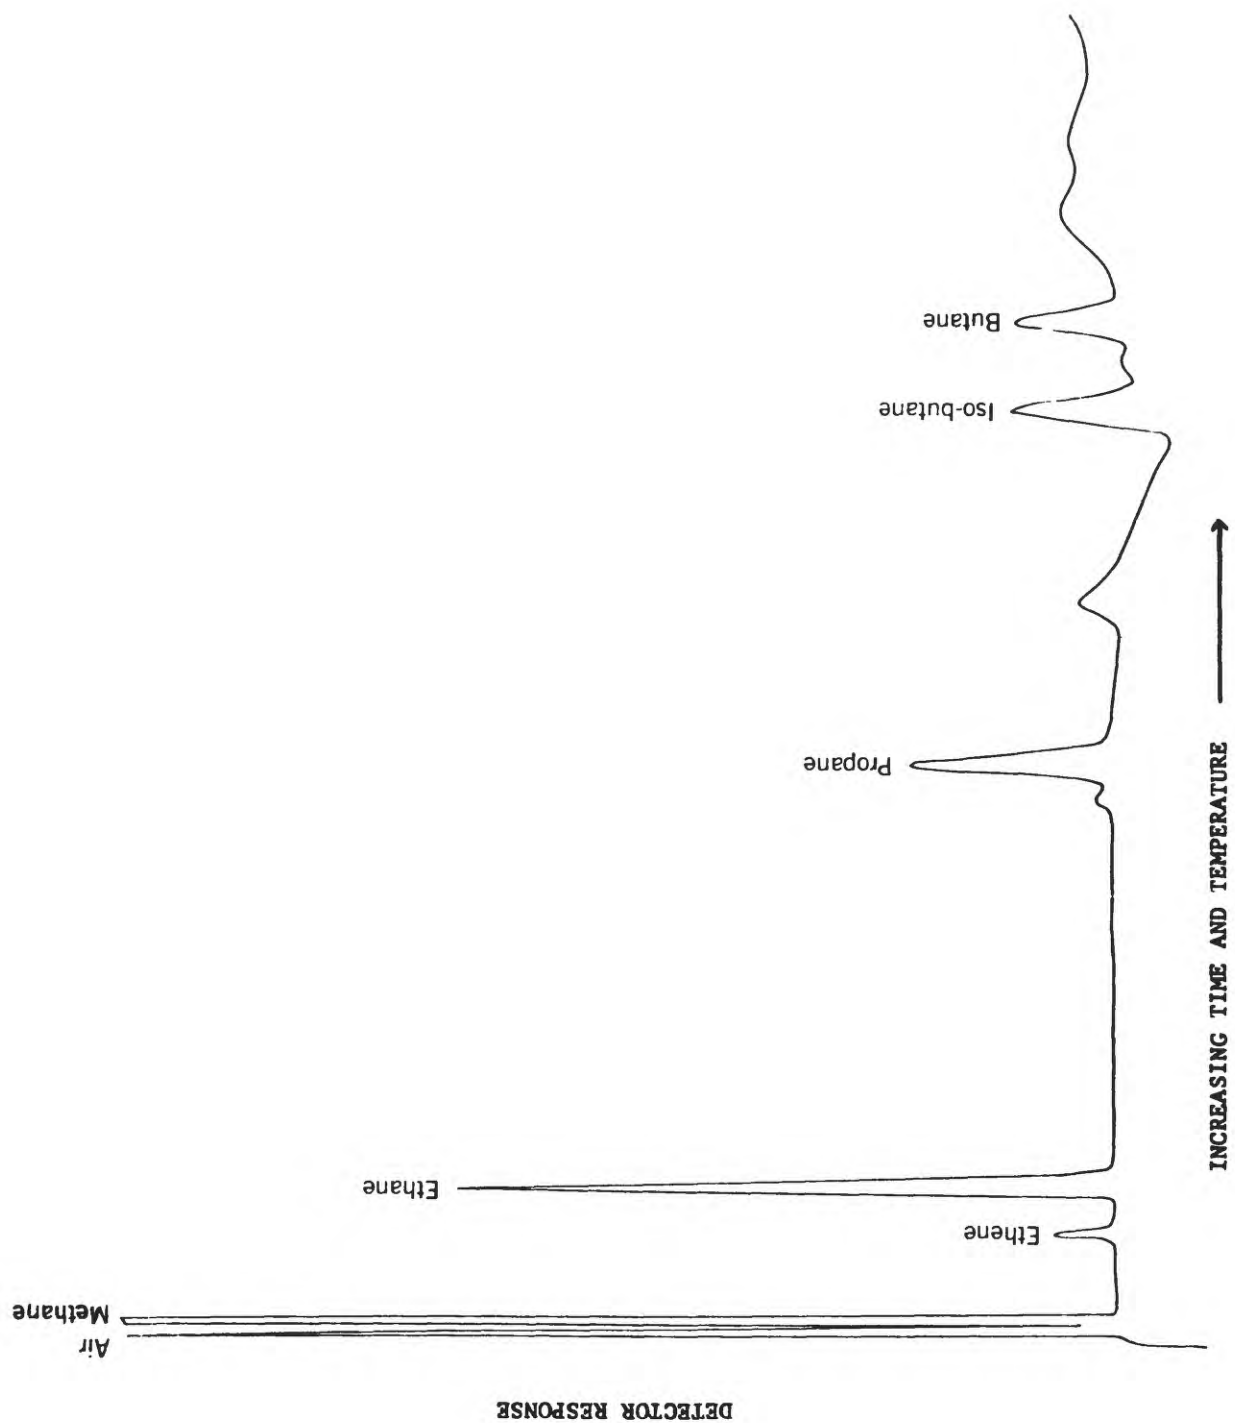 Butane
Iso-butane
Propane
Ethane
Ethene
Methane
Air
DETECTOR RESPONSE
INCREASING TIME AND TEMPERATURE